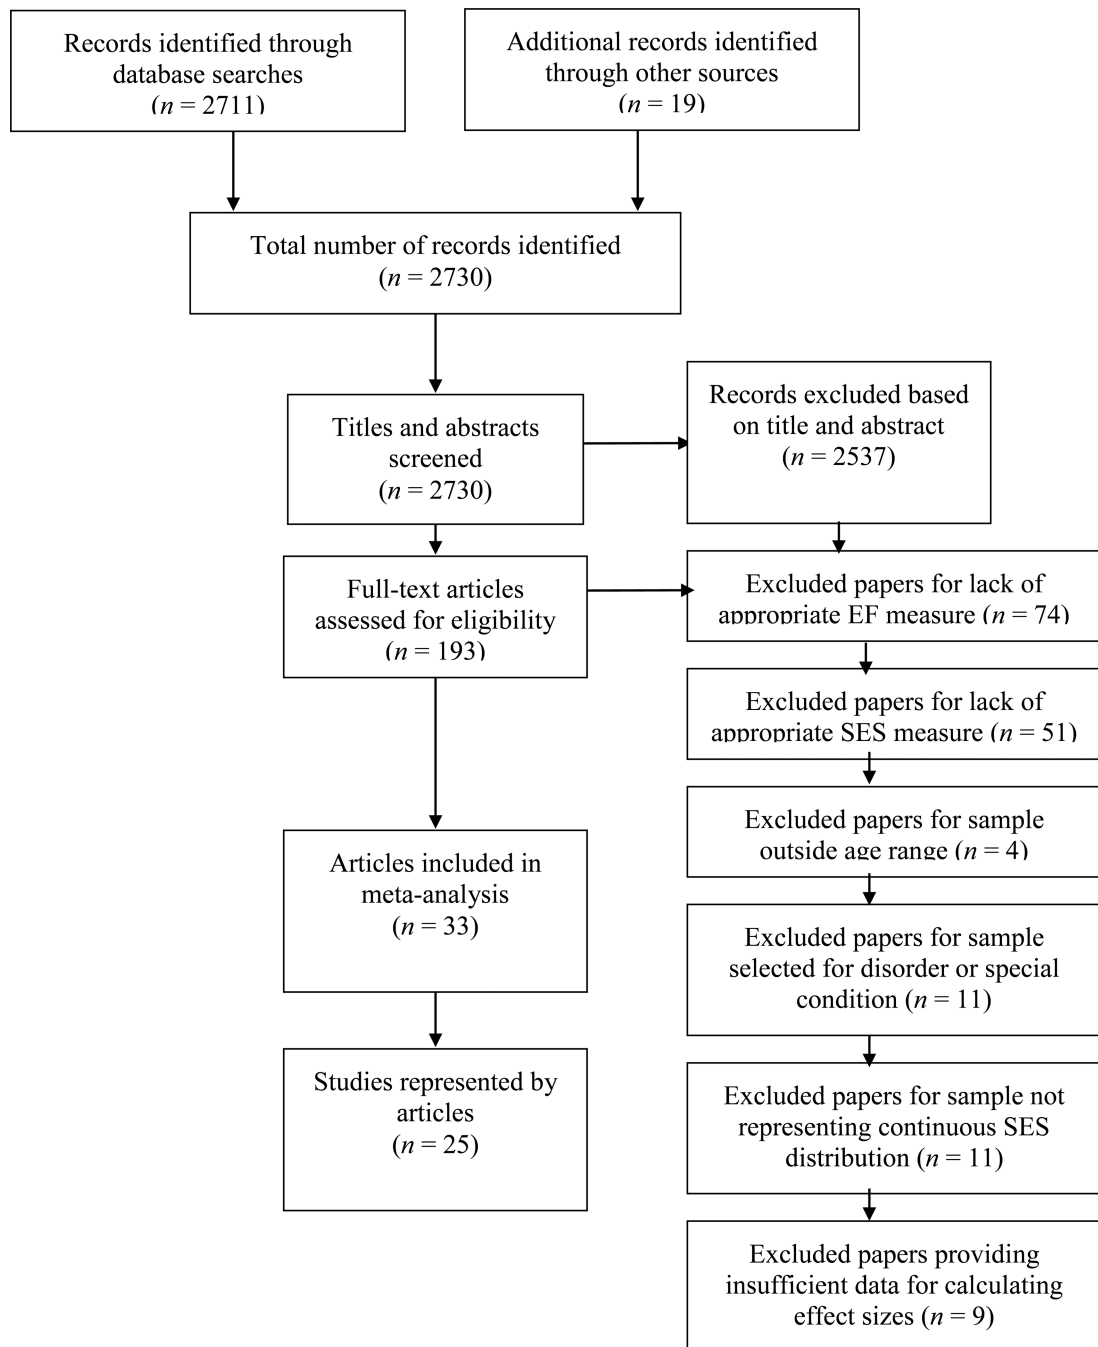 Records identified through
database searches
(n = 2711)
Additional records identified
through other sources
(n = 19)
Total number of records identified
(n = 2730)
Titles and abstracts
screened
(n = 2730)
Records excluded based
on title and abstract
(n = 2537)
Full-text articles
assessed for eligibility
(n = 193)
Excluded papers for lack of
appropriate EF measure (n = 74)
Excluded papers for lack of
appropriate SES measure (n = 51)
Excluded papers for sample
outside age range (n = 4)
Articles included in
meta-analysis
(n = 33)
Excluded papers for sample
selected for disorder or special
condition (n = 11)
Studies represented by
articles
(n = 25)
Excluded papers for sample not
representing continuous SES
distribution (n = 11)
Excluded papers providing
insufficient data for calculating
effect sizes (n = 9)